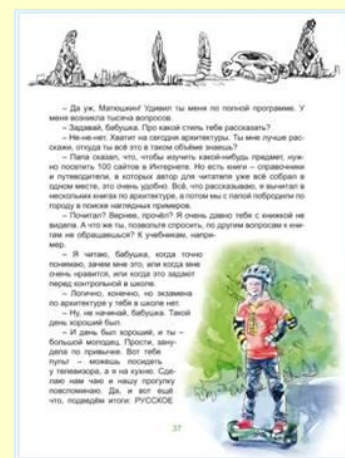 – Да уж, Матюшкин! Удивил ты меня по полной программе. У
меня возникла тысяча вопросов.
– Задавай, бабушка. Про какой стиль тебе рассказать?
– Не-не-нет. Хватит на сегодня архитектуры. Ты мне лучше рас-
скажи, откуда ты всё это в таком объёме знаешь?
– Папа сказал, что, чтобы изучить какой-нибудь предмет, нуж-
но посетить 100 сайтов в Интернете. Но есть книги – справочники
и путеводители, в которых автор для читателя уже всё собрал в
одном месте, это очень удобно. Всё, что рассказываю, я вычитал в
нескольких книгах по архитектуре, а потом мы с папой побродили по
городу в поисках наглядных примеров.
– Почитал? Вернее, прочёл? Я очень давно тебя с книжкой не
видела. А что же ты, позвольте спросить, по другим вопросам к кни-
гам не обращаешься? К учебникам, напри-
мер.
– Я читаю, бабушка, когда точно
понимаю, зачем мне это, или когда мне
очень нравится, или когда это задают
перед контрольной в школе.
– Логично, конечно, но экзамена
по архитектуре у тебя в школе нет.
– Ну, не начинай, бабушка. Такой
день хороший был.
– И день был хороший, и ты –
большой молодец. Прости, зану-
дела по привычке. Вот тебе
пульт – можешь посидеть
у телевизора, а я на кухню. Сде-
лаю нам чаю и нашу прогулку
повспоминаю. Да, и вот ещё
что, подведём итоги: РУССКОЕ
37